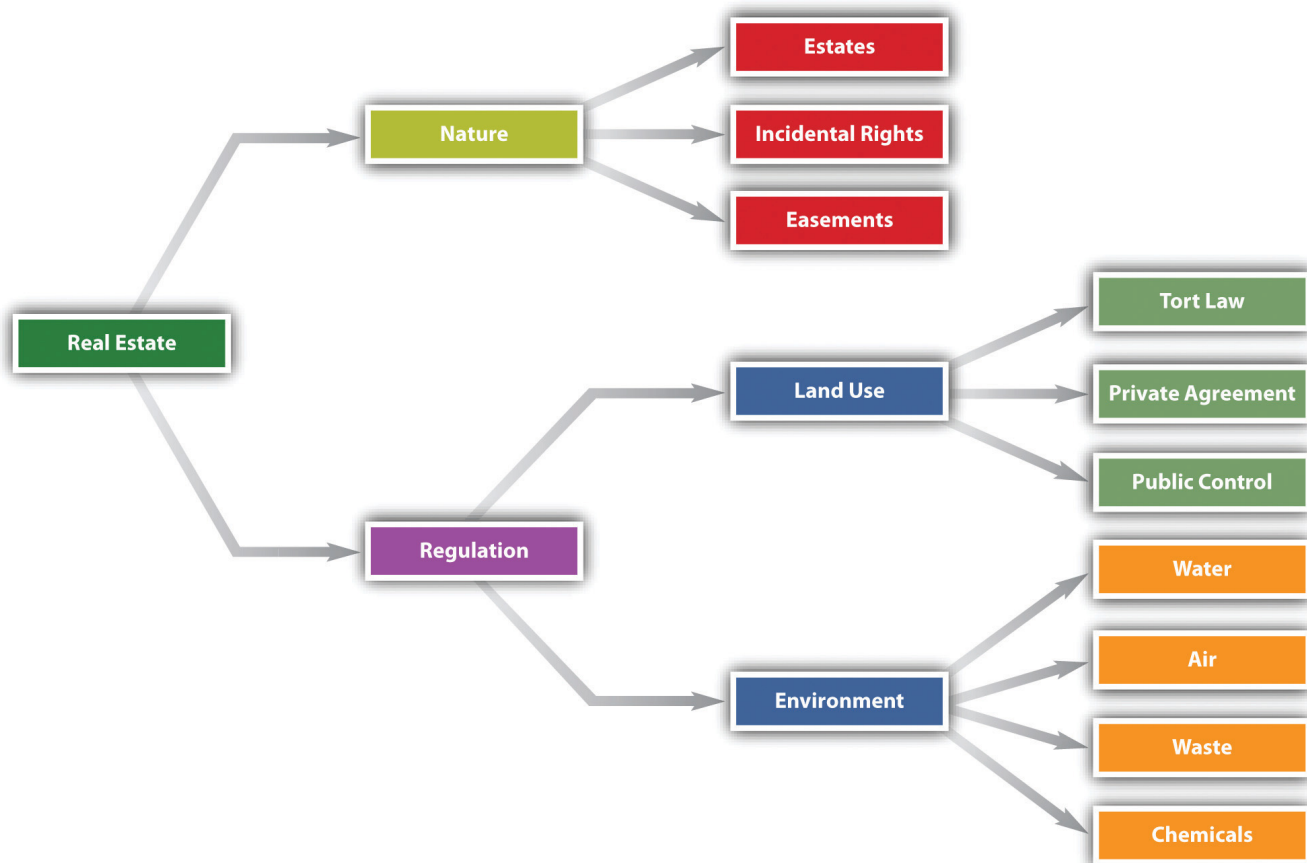 Estates
Nature
Incidental Rights
Easements
Real Estate
Tort Law
Land Use
Private Agreement
Public Control
Regulation
Water
Air
Environment
Waste
Chemicals